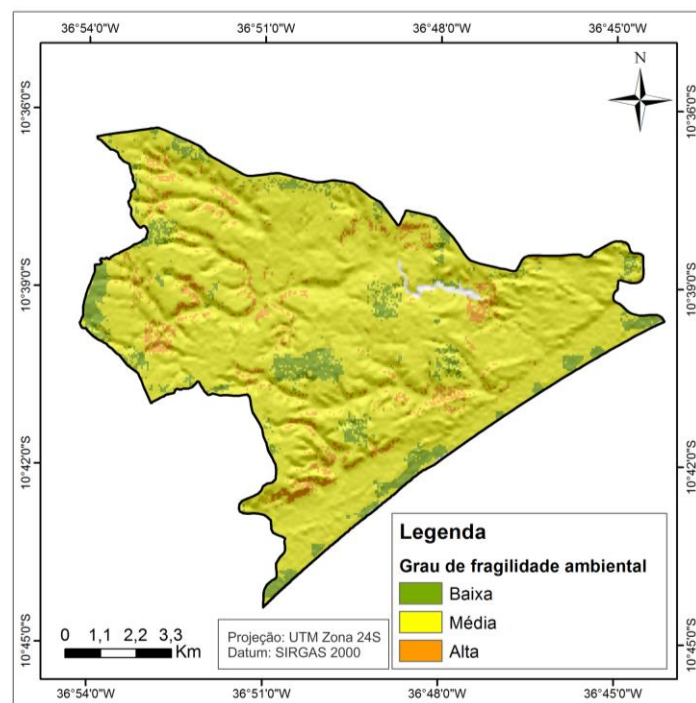 36°54'0"W 36°51'0"W 36°48'0"W 36°45'0"W
N
10°36'0"S 10°36'0"S
10°39'0"S 10°39'0"S
10°42'0"S 10°42'0"S
Legenda
Grau de fragilidade ambiental
Baixa
Média
Alta
0 1,1 2,2 3,3
Km
Projeção: UTM Zona 24S
Datum: SIRGAS 2000
10°45'0"S 10°45'0"S
36°54'0"W 36°51'0"W 36°48'0"W 36°45'0"W